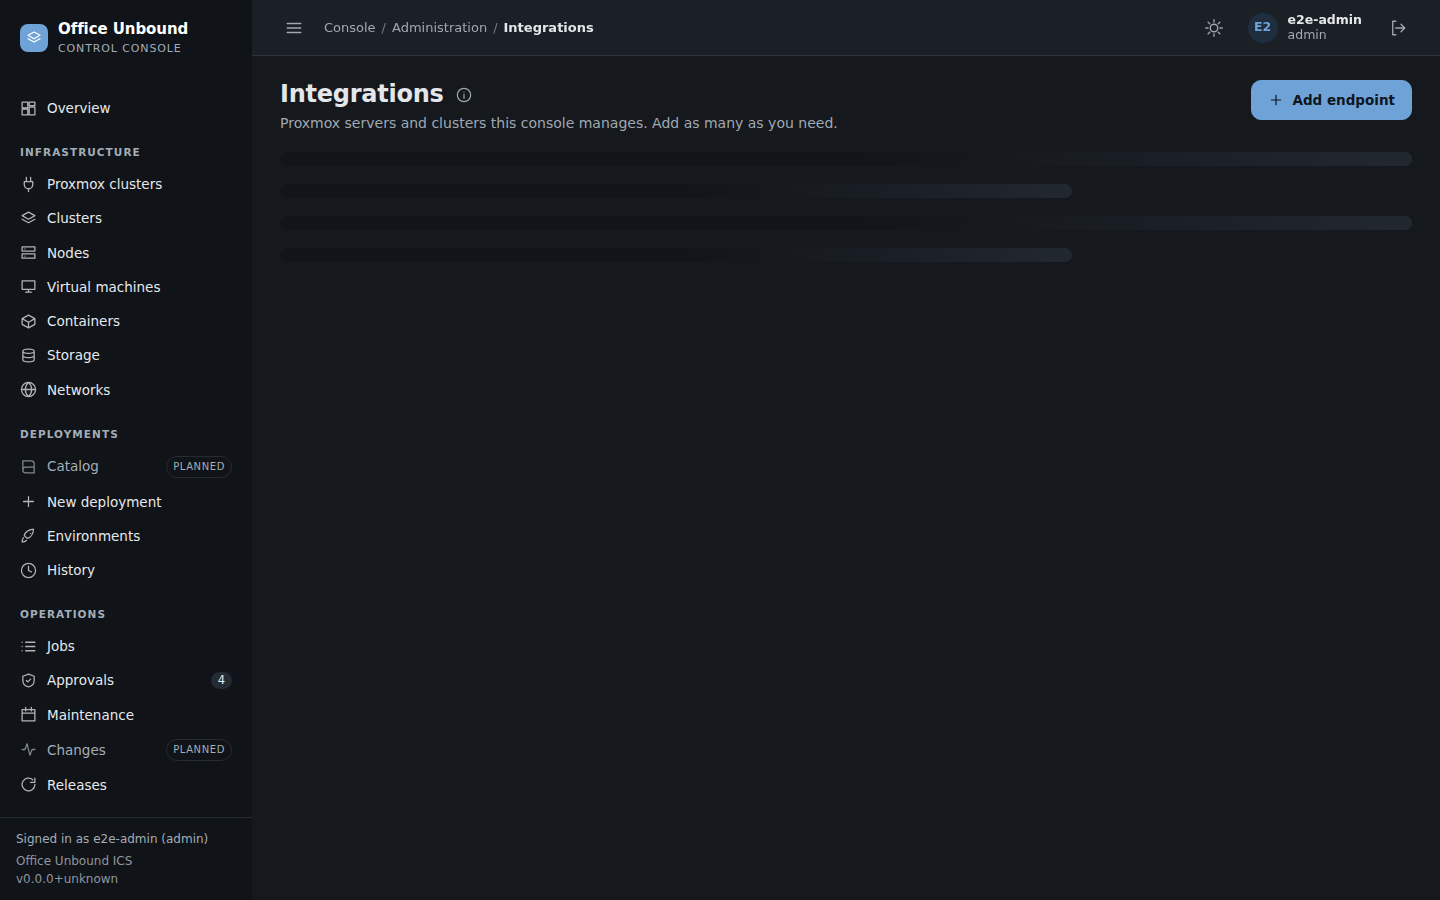 Office Unbound
CONTROL CONSOLE
Overview
INFRASTRUCTURE
Proxmox clusters
Clusters
Nodes
Virtual machines
Containers
Storage
Networks
DEPLOYMENTS
Catalog PLANNED
New deployment
Environments
History
OPERATIONS
Jobs
Approvals 4
Maintenance
Changes PLANNED
Releases
Signed in as e2e-admin (admin)
Office Unbound ICS
v0.0.0+unknown
Console / Administration / Integrations
E2
e2e-admin
admin
Integrations
Proxmox servers and clusters this console manages. Add as many as you need.
Add endpoint